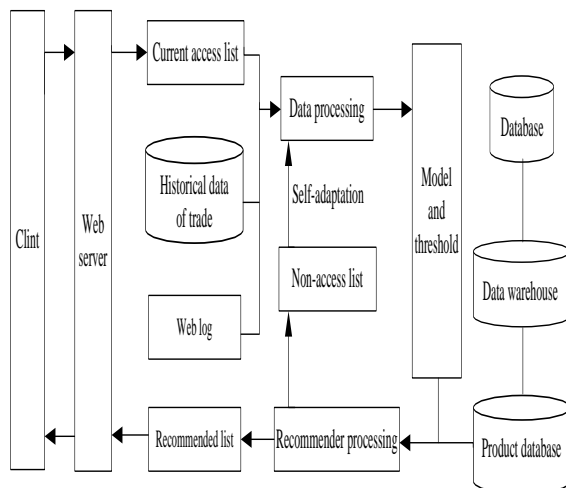 Clint
Web
server
Current access list
Historical data
of trade
Web log
Recommended list
Data processing
Self-adaptation
Non-access list
Recommender processing
Model
and
threshold
Database
Data warehouse
Product database